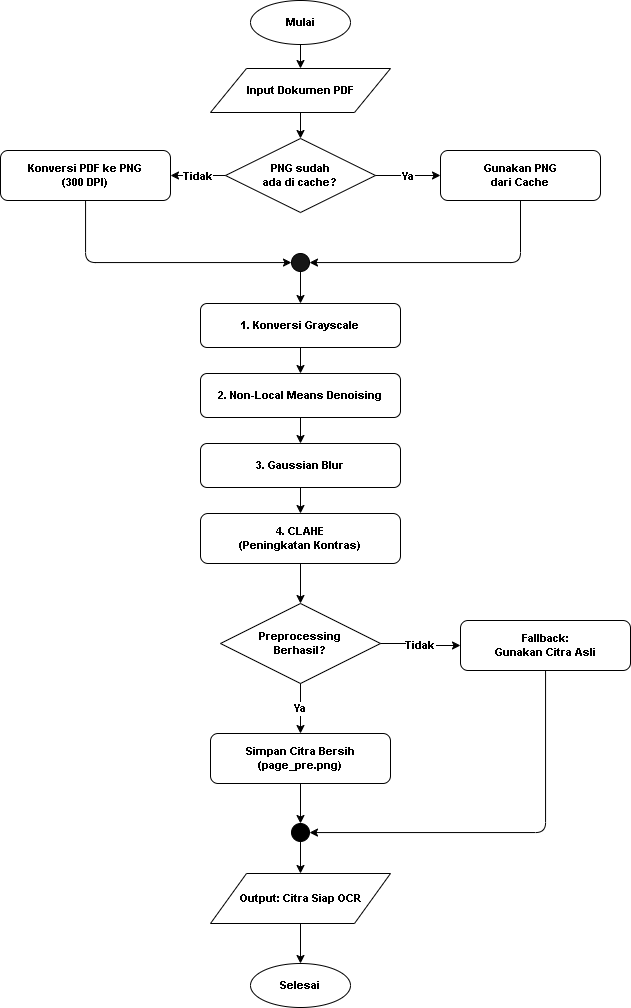 Mulai
Input Dokumen PDF
PNG sudah
ada di cache?
Tidak
Ya
Konversi PDF ke PNG
(300 DPI)
Gunakan PNG
dari Cache
1. Konversi Grayscale
2. Non-Local Means Denoising
3. Gaussian Blur
4. CLAHE
(Peningkatan Kontras)
Preprocessing
Berhasil?
Tidak
Fallback:
Gunakan Citra Asli
Ya
Simpan Citra Bersih
(page_pre.png)
Output: Citra Siap OCR
Selesai